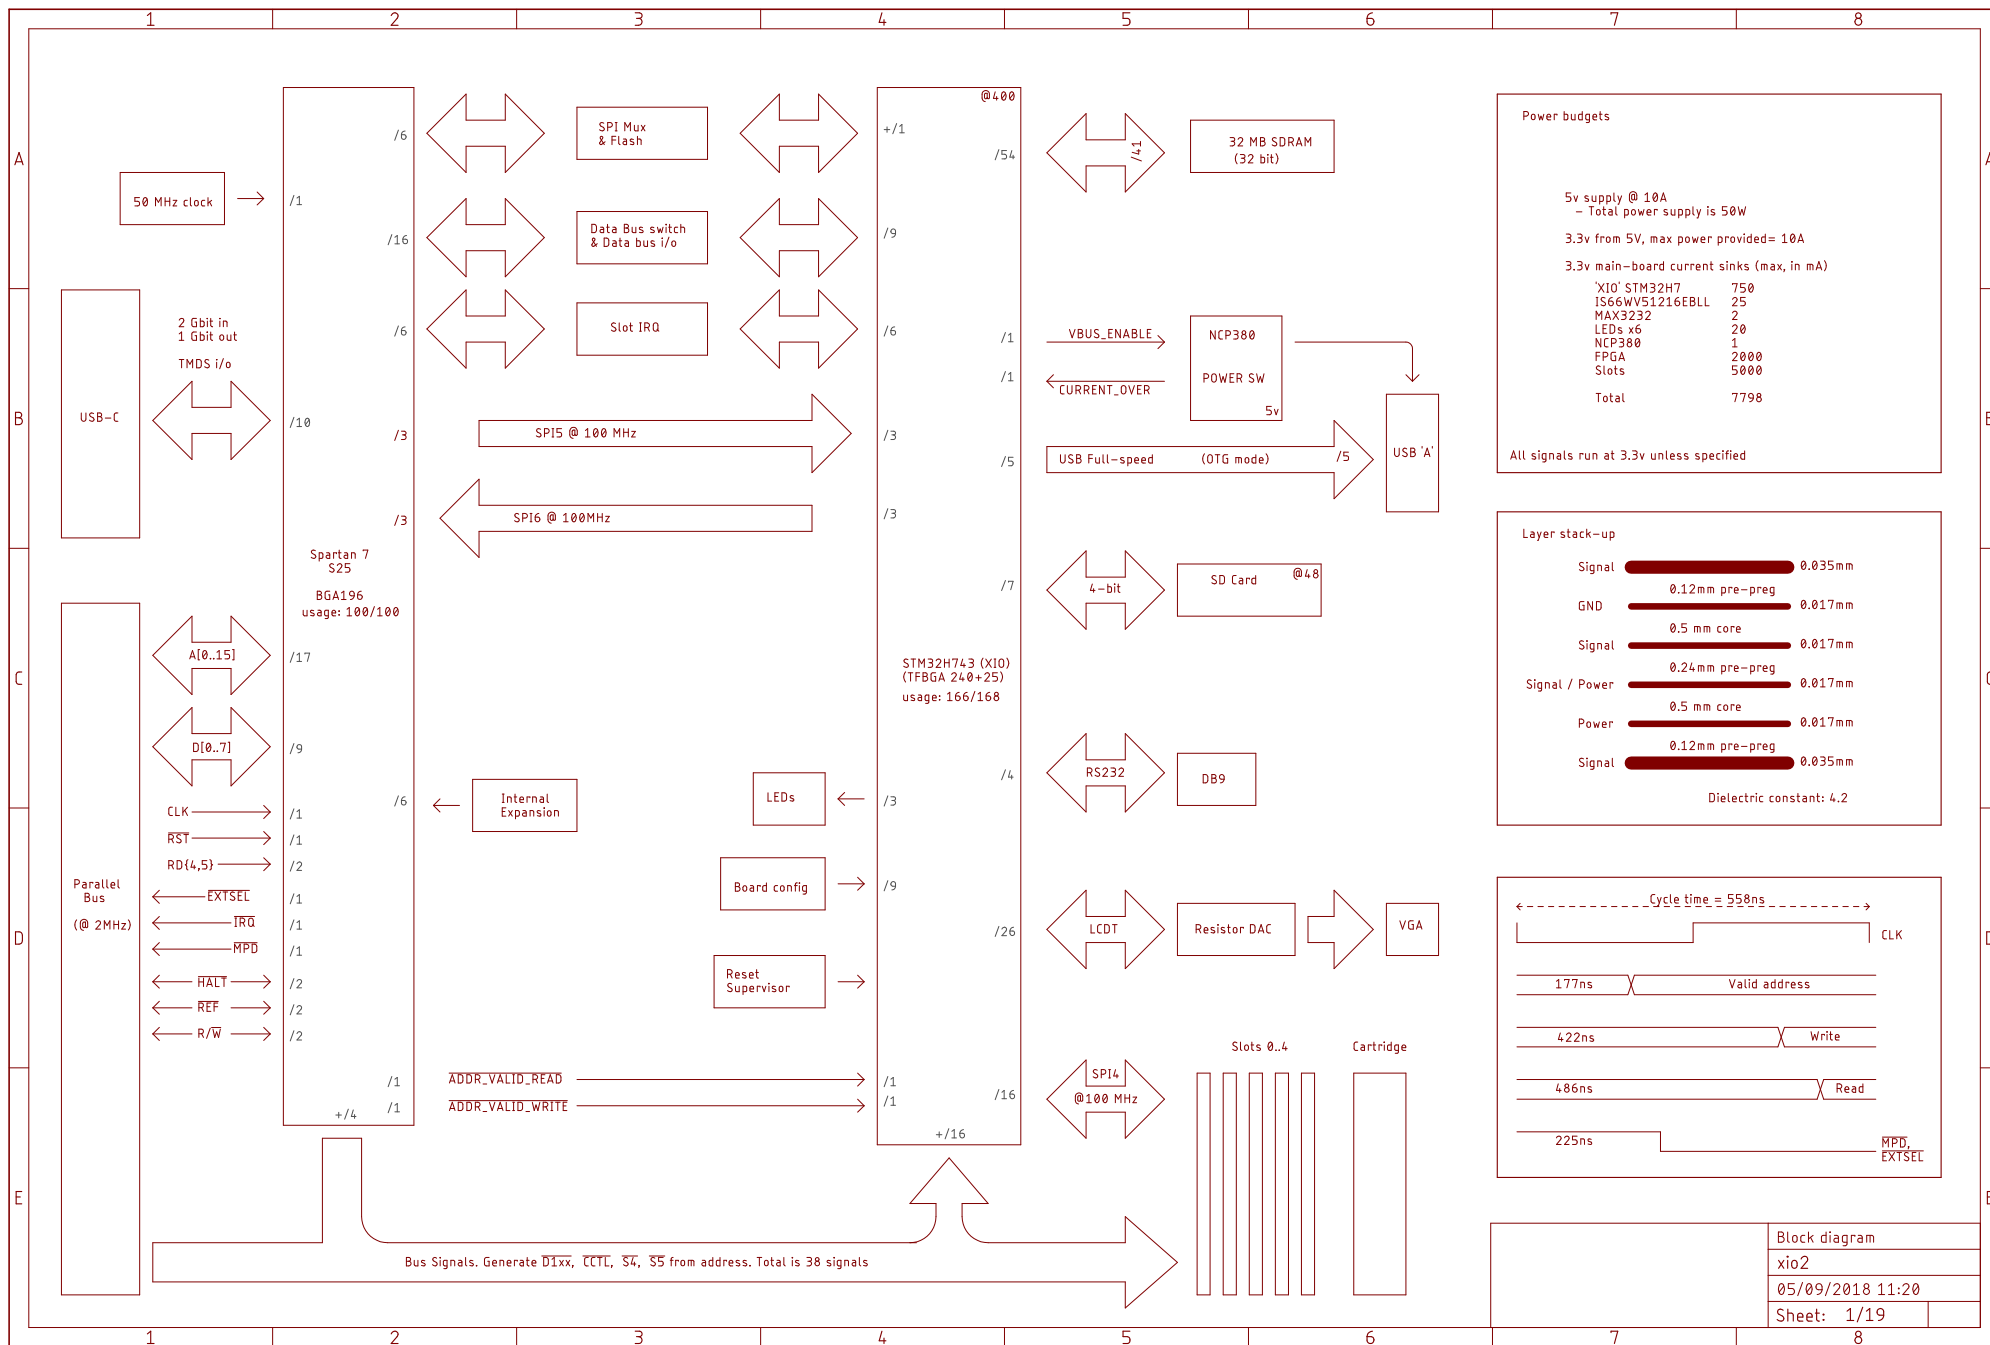 1 2 3 4 5 6 7 8
A
B
C
D
E
50 MHz clock
/1
USB-C
2 Gbit in
1 Gbit out
TMDS i/o
/10
Parallel
Bus
(@ 2MHz)
A[0..15]
/17
D[0..7]
/9
CLK
/1
RST
/1
RD{4,5}
/2
EXTSEL
/1
IRQ
/1
MPD
/1
HALT
/2
REF
/2
R/W
/2
Spartan 7
S25
BGA196
usage: 100/100
/6
/16
/6
/3
/3
/6
/1
/1
+/4
SPI Mux
& Flash
Data Bus switch
& Data bus i/o
Slot IRQ
SPI5 @ 100 MHz
SPI6 @ 100MHz
Internal
Expansion
LEDs
Board config
Reset
Supervisor
ADDR_VALID_READ
ADDR_VALID_WRITE
@400
+/1
/9
/6
/3
/3
/3
/9
/1
/1
+/16
STM32H743 (XIO)
(TFBGA 240+25)
usage: 166/168
/54
/1
/1
/5
/7
/4
/26
/16
/41
32 MB SDRAM
(32 bit)
VBUS_ENABLE
CURRENT_OVER
NCP380
POWER SW
5v
USB Full-speed (OTG mode)
/5
USB 'A'
4-bit
SD Card
@48
RS232
DB9
LCDT
Resistor DAC
VGA
SPI4
@100 MHz
Slots 0..4
Cartridge
Bus Signals. Generate D1xx, CCTL, S4, S5 from address. Total is 38 signals
Power budgets
5v supply @ 10A
- Total power supply is 50W
3.3v from 5V, max power provided= 10A
3.3v main-board current sinks (max, in mA)
'XIO' STM32H7 750
IS66WV51216EBLL 25
MAX3232 2
LEDs x6 20
NCP380 1
FPGA 2000
Slots 5000
Total 7798
All signals run at 3.3v unless specified
Layer stack-up
Signal 0.035mm
0.12mm pre-preg
GND 0.017mm
0.5 mm core
Signal 0.017mm
0.24mm pre-preg
Signal / Power 0.017mm
0.5 mm core
Power 0.017mm
0.12mm pre-preg
Signal 0.035mm
Dielectric constant: 4.2
Cycle time = 558ns
CLK
177ns Valid address
422ns Write
486ns Read
225ns
MPD,
EXTSEL
Block diagram
xio2
05/09/2018 11:20
Sheet: 1/19
A
B
C
D
E
1 2 3 4 5 6 7 8